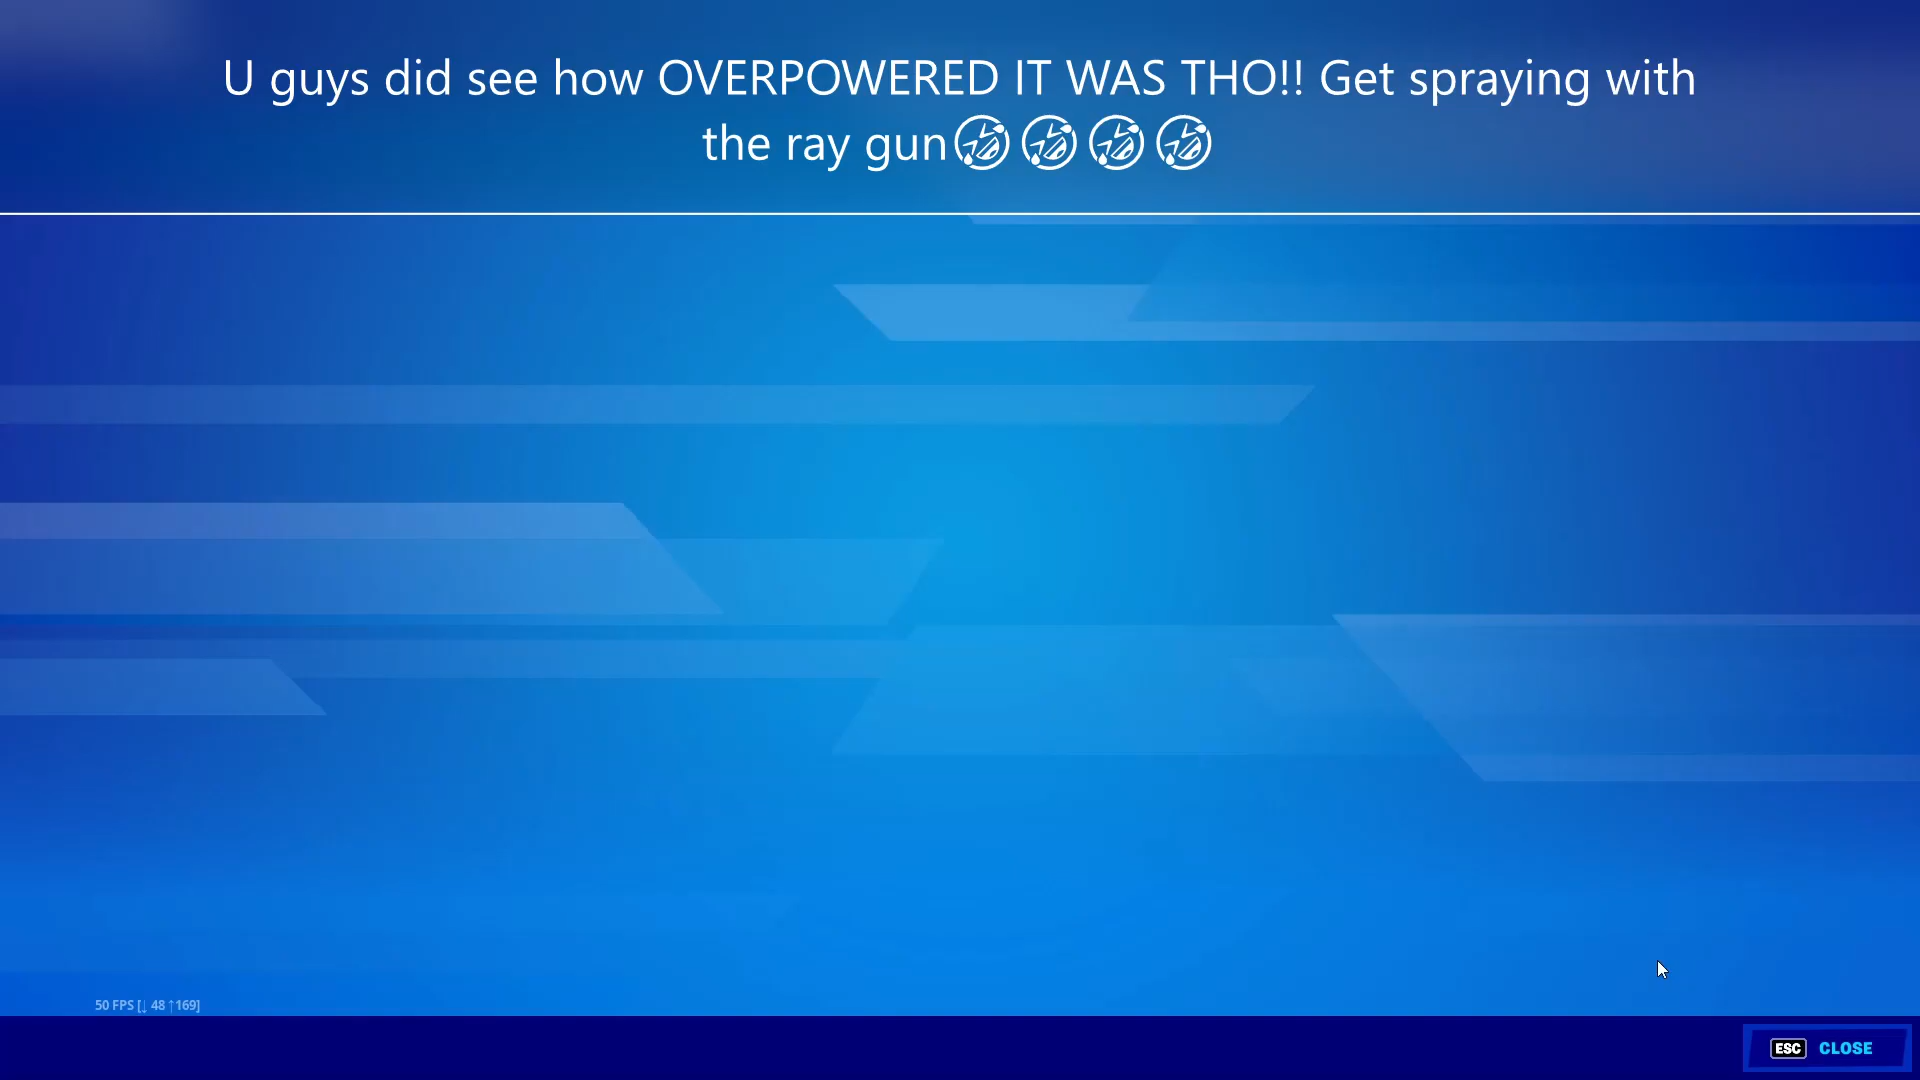 U guys did see how OVERPOWERED IT WAS THO!! Get spraying with
the ray gun🤣🤣🤣🤣
50 FPS [↓ 48 ↑169]
ESC CLOSE